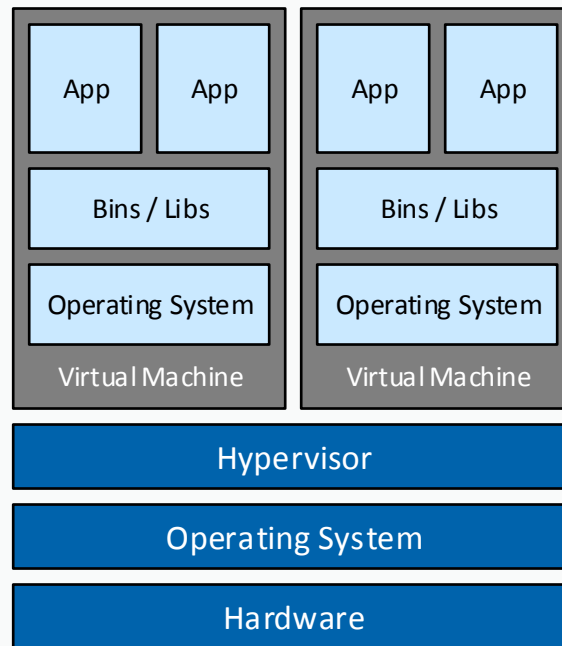 App App App App
Bins / Libs Bins / Libs
Operating System Operating System
Virtual Machine Virtual Machine
Hypervisor
Operating System
Hardware